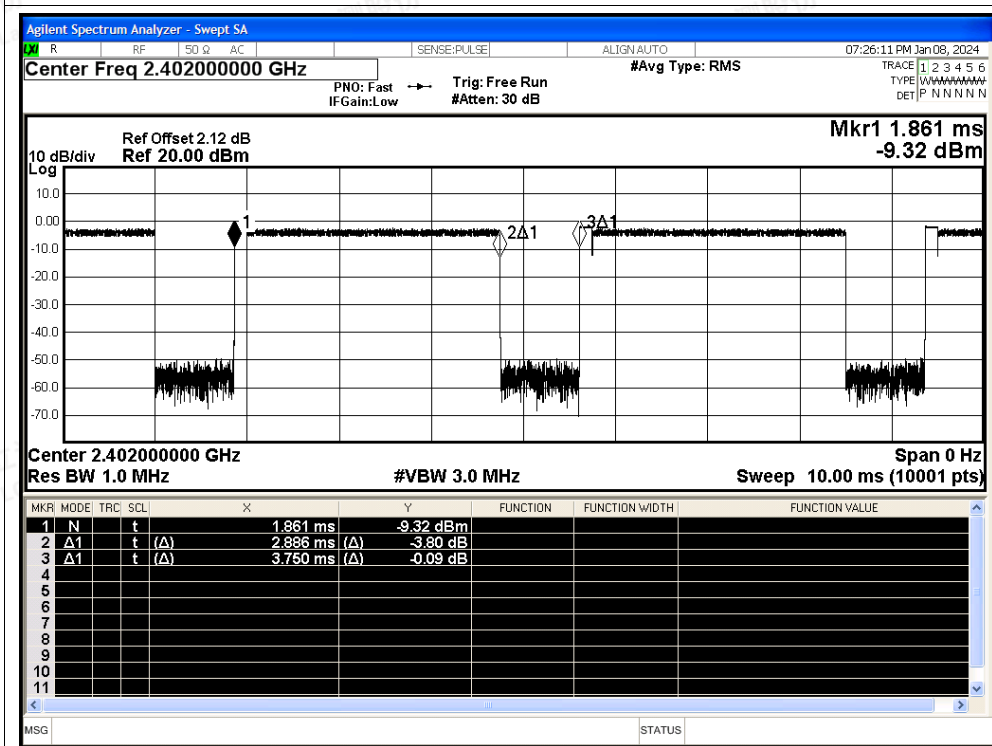 Agilent Spectrum Analyzer - Swept SA
LXI R RF 50 Ω AC SENSE:PULSE ALIGN AUTO 07:26:11 PM Jan 08, 2024
Center Freq 2.402000000 GHz #Avg Type: RMS TRACE 1 2 3 4 5 6
PNO: Fast Trig: Free Run TYPE WWWWWW
IFGain:Low #Atten: 30 dB DET P N N N N N
Mkr1 1.861 ms
Ref Offset 2.12 dB
10 dB/div Ref 20.00 dBm -9.32 dBm
Log
10.0
0.00
1 2Δ1 3Δ1
-10.0
-20.0
-30.0
-40.0
-50.0
-60.0
-70.0
Center 2.402000000 GHz Span 0 Hz
Res BW 1.0 MHz #VBW 3.0 MHz Sweep 10.00 ms (10001 pts)
MKR MODE TRC SCL X Y FUNCTION FUNCTION WIDTH FUNCTION VALUE
1 N t 1.861 ms -9.32 dBm
2 Δ1 t (Δ) 2.886 ms (Δ) -3.80 dB
3 Δ1 t (Δ) 3.750 ms (Δ) -0.09 dB
4
5
6
7
8
9
10
11
MSG STATUS